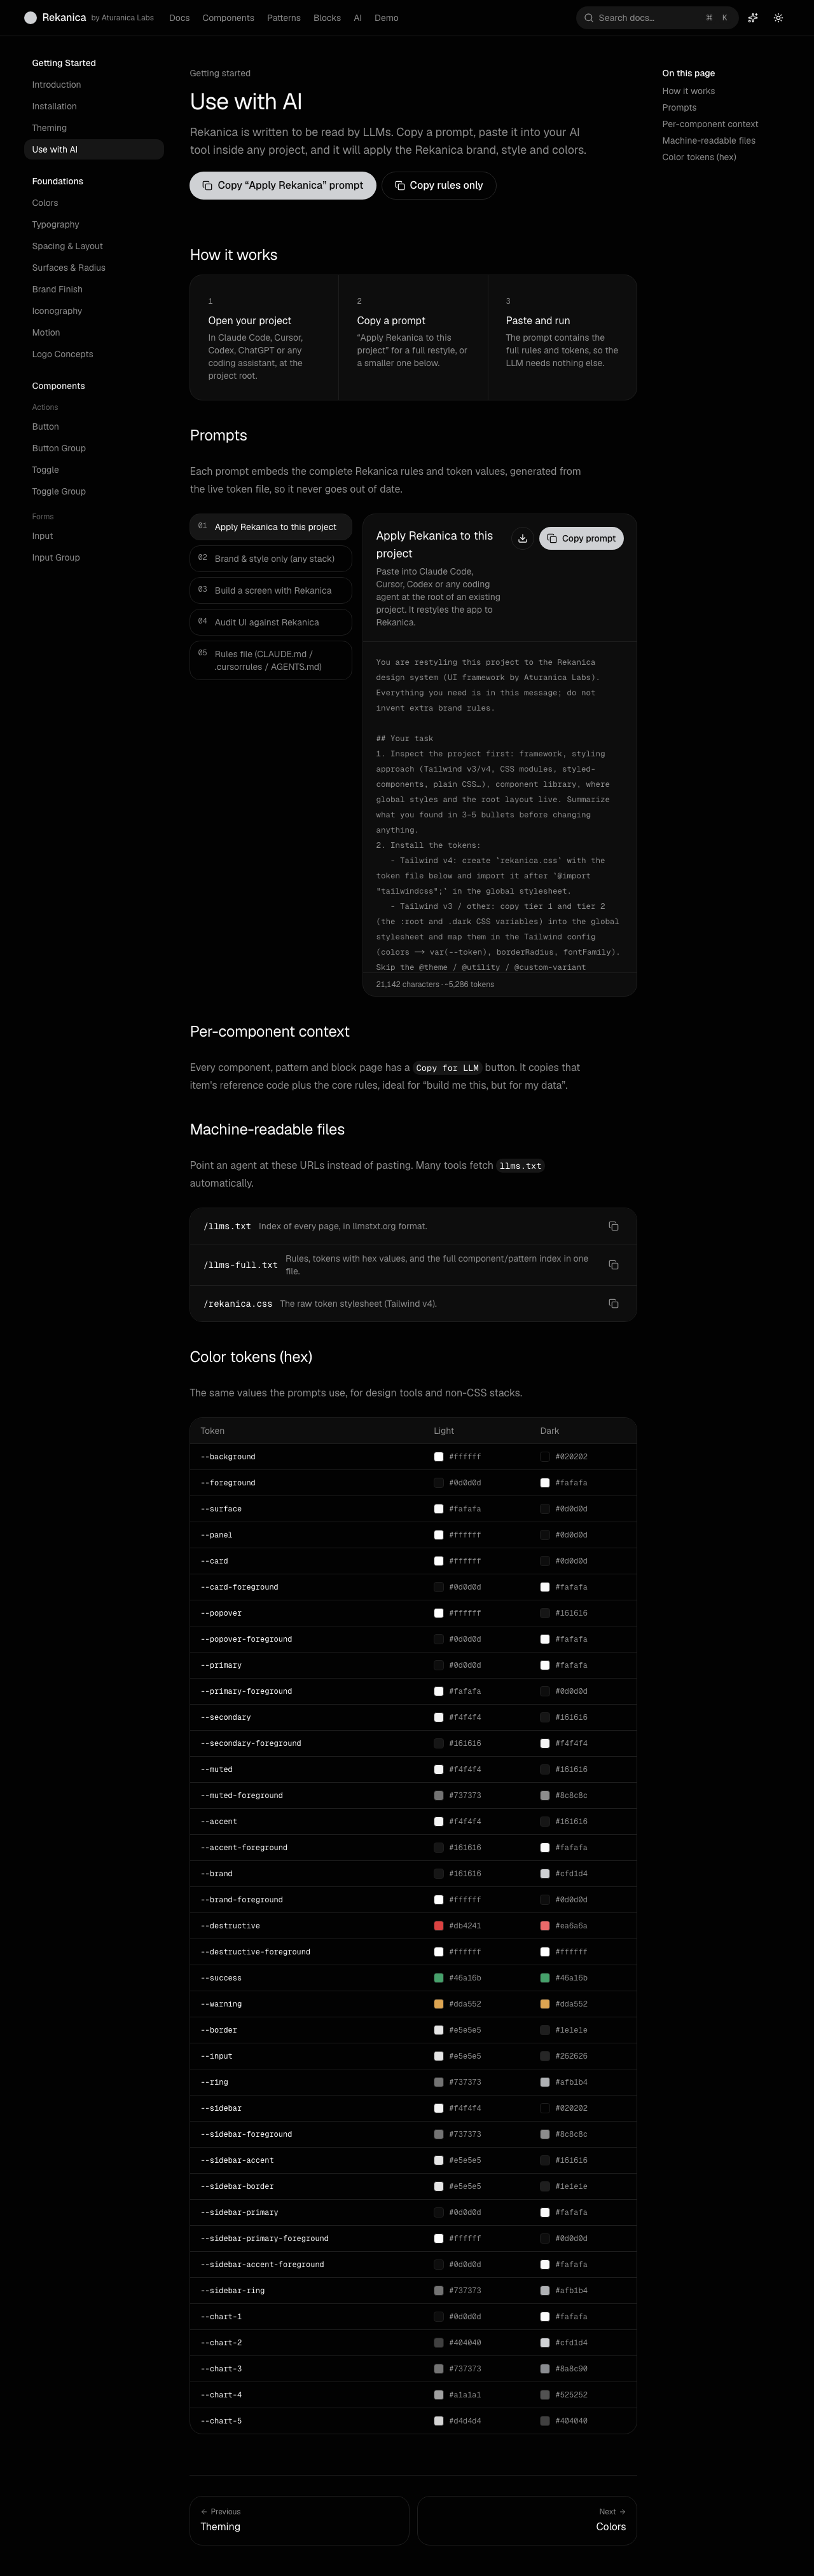 Rekanica by Aturanica Labs Docs Components Patterns Blocks AI Demo Search docs... ⌘ K
Getting Started
Introduction
Installation
Theming
Use with AI
Foundations
Colors
Typography
Spacing & Layout
Surfaces & Radius
Brand Finish
Iconography
Motion
Logo Concepts
Components
Actions
Button
Button Group
Toggle
Toggle Group
Forms
Input
Input Group
Getting started
Use with AI
Rekanica is written to be read by LLMs. Copy a prompt, paste it into your AI
tool inside any project, and it will apply the Rekanica brand, style and colors.
Copy “Apply Rekanica” prompt
Copy rules only
How it works
1
Open your project
In Claude Code, Cursor,
Codex, ChatGPT or any
coding assistant, at the
project root.
2
Copy a prompt
“Apply Rekanica to this
project” for a full restyle, or
a smaller one below.
3
Paste and run
The prompt contains the
full rules and tokens, so the
LLM needs nothing else.
Prompts
Each prompt embeds the complete Rekanica rules and token values, generated from
the live token file, so it never goes out of date.
01 Apply Rekanica to this project
02 Brand & style only (any stack)
03 Build a screen with Rekanica
04 Audit UI against Rekanica
05 Rules file (CLAUDE.md /
.cursorrules / AGENTS.md)
Apply Rekanica to this
project
Copy prompt
Paste into Claude Code,
Cursor, Codex or any coding
agent at the root of an existing
project. It restyles the app to
Rekanica.
You are restyling this project to the Rekanica
design system (UI framework by Aturanica Labs).
Everything you need is in this message; do not
invent extra brand rules.
## Your task
1. Inspect the project first: framework, styling
approach (Tailwind v3/v4, CSS modules, styled-
components, plain CSS…), component library, where
global styles and the root layout live. Summarize
what you found in 3–5 bullets before changing
anything.
2. Install the tokens:
- Tailwind v4: create `rekanica.css` with the
token file below and import it after `@import
"tailwindcss";` in the global stylesheet.
- Tailwind v3 / other: copy tier 1 and tier 2
(the :root and .dark CSS variables) into the global
stylesheet and map them in the Tailwind config
(colors ⟶ var(--token), borderRadius, fontFamily).
Skip the @theme / @utility / @custom-variant
21,142 characters · ~5,286 tokens
Per-component context
Every component, pattern and block page has a Copy for LLM button. It copies that
item's reference code plus the core rules, ideal for “build me this, but for my data”.
Machine-readable files
Point an agent at these URLs instead of pasting. Many tools fetch llms.txt
automatically.
/llms.txt Index of every page, in llmstxt.org format.
/llms-full.txt Rules, tokens with hex values, and the full component/pattern index in one
file.
/rekanica.css The raw token stylesheet (Tailwind v4).
Color tokens (hex)
The same values the prompts use, for design tools and non-CSS stacks.
Token Light Dark
--background #ffffff #020202
--foreground #0d0d0d #fafafa
--surface #fafafa #0d0d0d
--panel #ffffff #0d0d0d
--card #ffffff #0d0d0d
--card-foreground #0d0d0d #fafafa
--popover #ffffff #161616
--popover-foreground #0d0d0d #fafafa
--primary #0d0d0d #fafafa
--primary-foreground #fafafa #0d0d0d
--secondary #f4f4f4 #161616
--secondary-foreground #161616 #f4f4f4
--muted #f4f4f4 #161616
--muted-foreground #737373 #8c8c8c
--accent #f4f4f4 #161616
--accent-foreground #161616 #fafafa
--brand #161616 #cfd1d4
--brand-foreground #ffffff #0d0d0d
--destructive #db4241 #ea6a6a
--destructive-foreground #ffffff #ffffff
--success #46a16b #46a16b
--warning #dda552 #dda552
--border #e5e5e5 #1e1e1e
--input #e5e5e5 #262626
--ring #737373 #afb1b4
--sidebar #f4f4f4 #020202
--sidebar-foreground #737373 #8c8c8c
--sidebar-accent #e5e5e5 #161616
--sidebar-border #e5e5e5 #1e1e1e
--sidebar-primary #0d0d0d #fafafa
--sidebar-primary-foreground #ffffff #0d0d0d
--sidebar-accent-foreground #0d0d0d #fafafa
--sidebar-ring #737373 #afb1b4
--chart-1 #0d0d0d #fafafa
--chart-2 #404040 #cfd1d4
--chart-3 #737373 #8a8c90
--chart-4 #a1a1a1 #525252
--chart-5 #d4d4d4 #404040
← Previous
Theming
Next →
Colors
On this page
How it works
Prompts
Per-component context
Machine-readable files
Color tokens (hex)